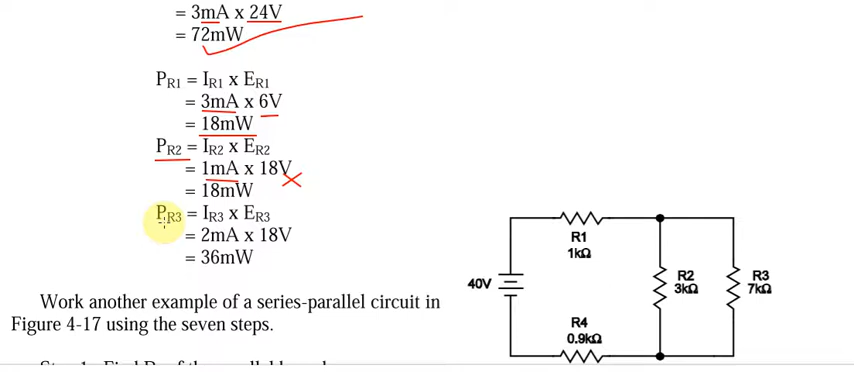 = 3mA x 24V
= 72mW
PR1 = IR1 x ER1
= 3mA x 6V
= 18mW
PR2 = IR2 x ER2
= 1mA x 18V
= 18mW
PR3 = IR3 x ER3
= 2mA x 18V
= 36mW
Work another example of a series-parallel circuit in
Figure 4-17 using the seven steps.
40V
R1
1kΩ
R2
3kΩ
R3
7kΩ
R4
0.9kΩ